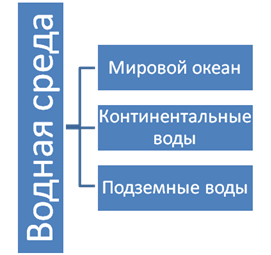 Водная среда
Мировой океан
Континентальные
воды
Подземные воды